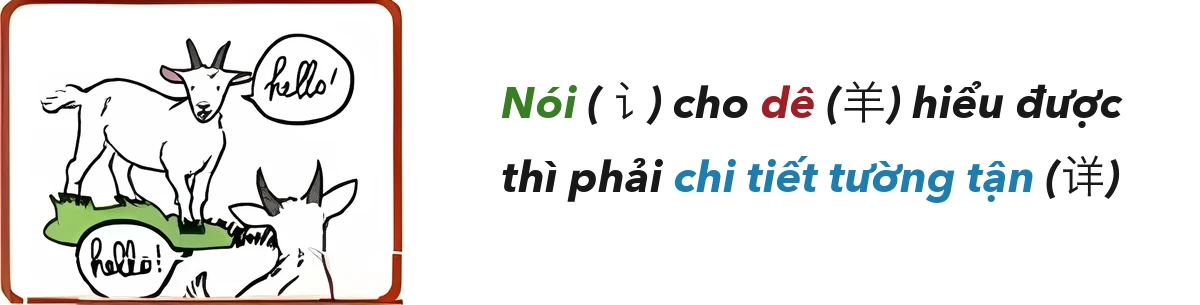 hello!
hello!
Nói (讠) cho dê (羊) hiểu được
thì phải chi tiết tường tận (详)